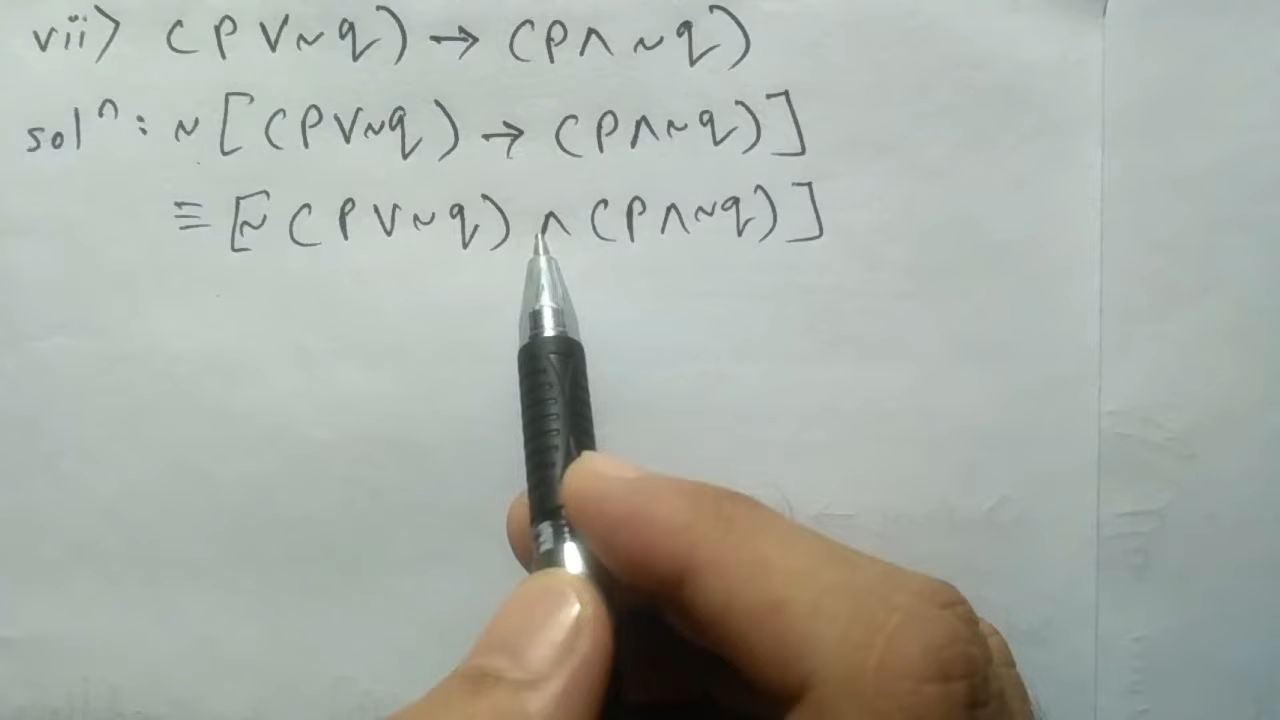 vii> (p ∨ ~q) → (p ∧ ~q)
solⁿ : ~[(p ∨ ~q) → (p ∧ ~q)]
≡ [~(p ∨ ~q) ∧ (p ∧ ~q)]